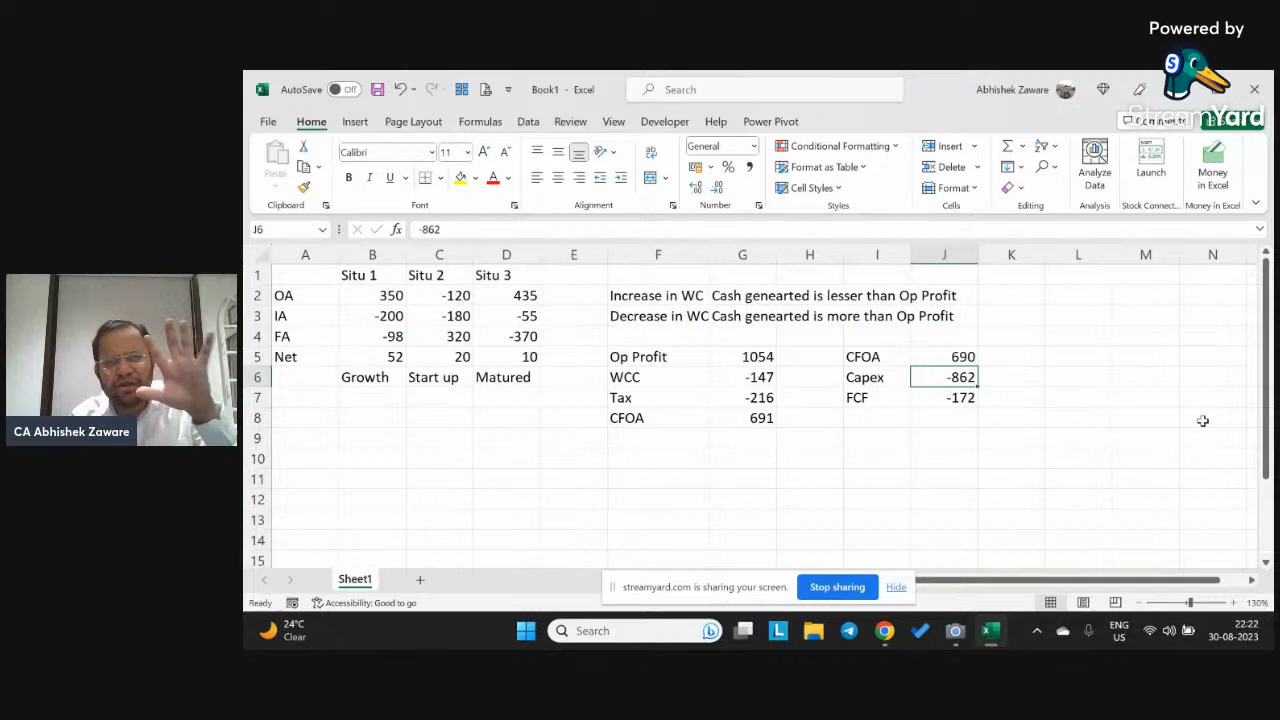 Powered by
S
StreamYard
AutoSave Off Book1 - Excel Search Abhishek Zaware
File Home Insert Page Layout Formulas Data Review View Developer Help Power Pivot Comments
Paste Calibri 11 A A General Conditional Formatting Insert Analyze Data Launch Money in Excel
B I U A % , Format as Table Delete
Cell Styles Format
Clipboard Font Alignment Number Styles Cells Editing Analysis Stock Connect... Money in Excel
J6 fx -862
A B C D E F G H I J K L M N
1 Situ 1 Situ 2 Situ 3
2 OA 350 -120 435 Increase in WC Cash genearted is lesser than Op Profit
3 IA -200 -180 -55 Decrease in WC Cash genearted is more than Op Profit
4 FA -98 320 -370
5 Net 52 20 10 Op Profit 1054 CFOA 690
6 Growth Start up Matured WCC -147 Capex -862
7 Tax -216 FCF -172
8 CFOA 691
9
10
11
12
13
14
15
CA Abhishek Zaware
Sheet1
streamyard.com is sharing your screen. Stop sharing Hide
Ready Accessibility: Good to go 130%
24°C
Clear
Search L ENG
US
22:22
30-08-2023